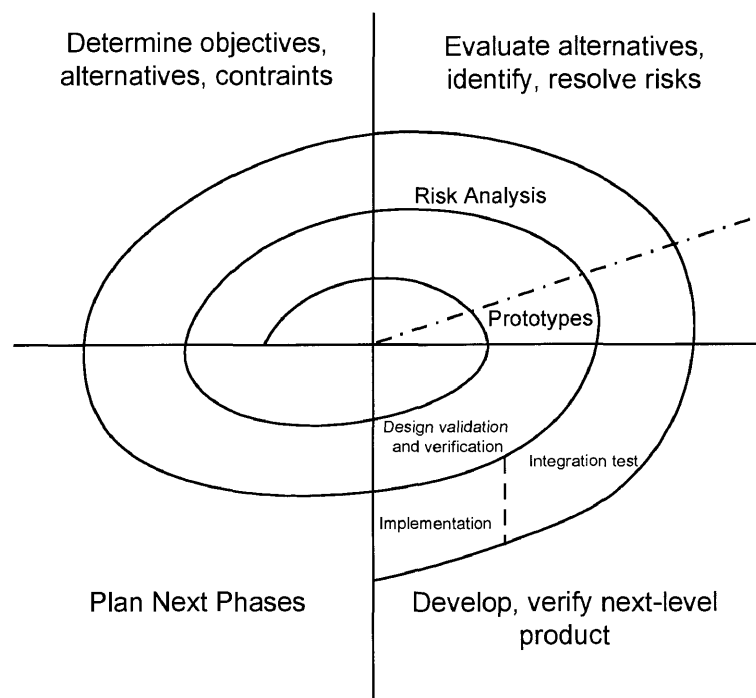 Determine objectives,
alternatives, contraints
Evaluate alternatives,
identify, resolve risks
Risk Analysis
Prototypes
Design validation
and verification
Integration test
Implementation
Plan Next Phases
Develop, verify next-level
product